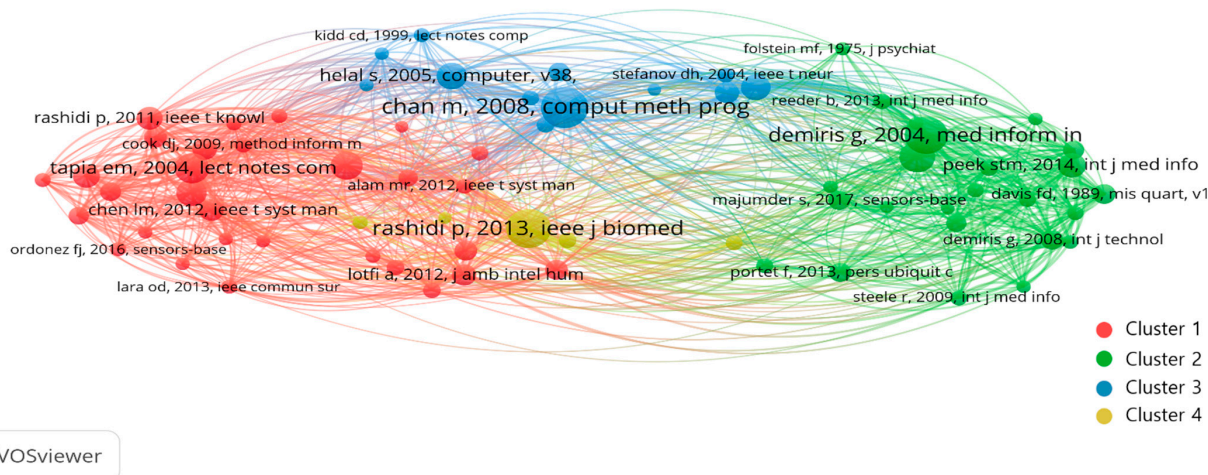 kidd cd, 1999, lect notes comp
folstein mf, 1975, j psychiat
helal s, 2005, computer, v38,
stefanov dh, 2004, ieee t neur
chan m, 2008, comput meth prog
reeder b, 2013, int j med info
rashidi p, 2011, ieee t knowl
demiris g, 2004, med inform in
cook dj, 2009, method inform m
tapia em, 2004, lect notes com
peek stm, 2014, int j med info
alam mr, 2012, ieee t syst man
davis fd, 1989, mis quart, v1
majumder s, 2017, sensors-base
chen lm, 2012, ieee t syst man
rashidi p, 2013, ieee j biomed
demiris g, 2008, int j technol
ordonez fj, 2016, sensors-base
lotfi a, 2012, j amb intel hum
portet f, 2013, pers ubiquit c
lara od, 2013, ieee commun sur
steele r, 2009, int j med info
Cluster 1
Cluster 2
Cluster 3
Cluster 4
VOSviewer